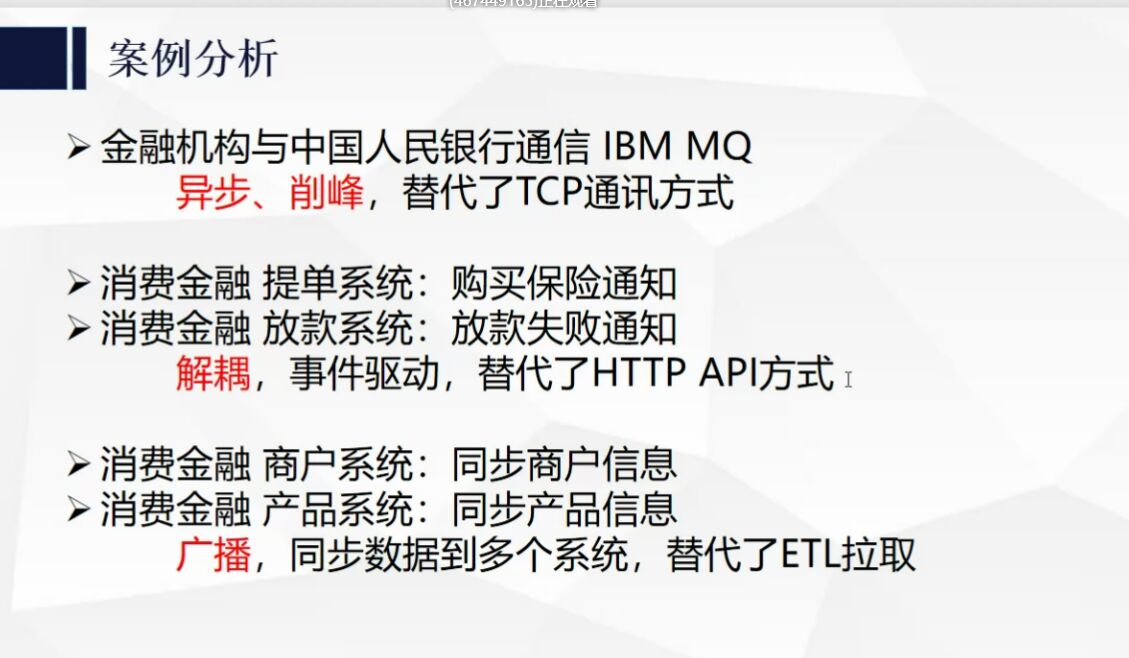 案例分析
金融机构与中国人民银行通信 IBM MQ
异步、削峰，替代了TCP通讯方式
消费金融 提单系统：购买保险通知
消费金融 放款系统：放款失败通知
解耦，事件驱动，替代了HTTP API方式
消费金融 商户系统：同步商户信息
消费金融 产品系统：同步产品信息
广播，同步数据到多个系统，替代了ETL拉取